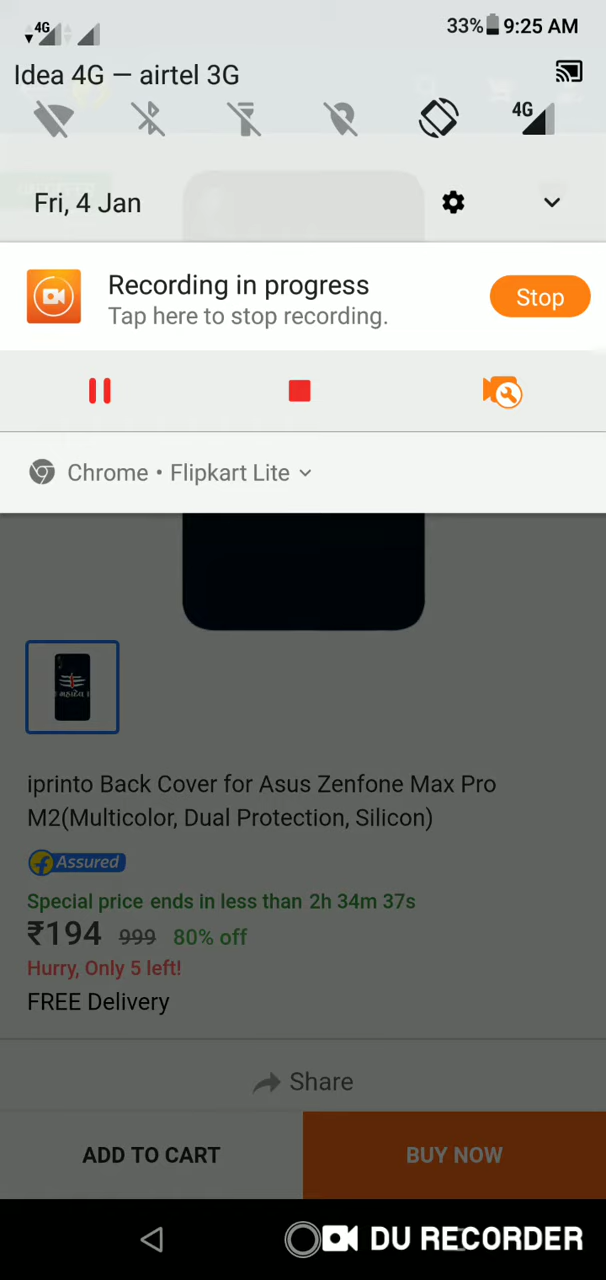 4G
33% 9:25 AM
Idea 4G — airtel 3G
4G
Fri, 4 Jan
Recording in progress
Tap here to stop recording.
Stop
Chrome • Flipkart Lite
iprinto Back Cover for Asus Zenfone Max Pro
M2(Multicolor, Dual Protection, Silicon)
Assured
Special price ends in less than 2h 34m 37s
₹194 999 80% off
Hurry, Only 5 left!
FREE Delivery
Share
ADD TO CART BUY NOW
DU RECORDER